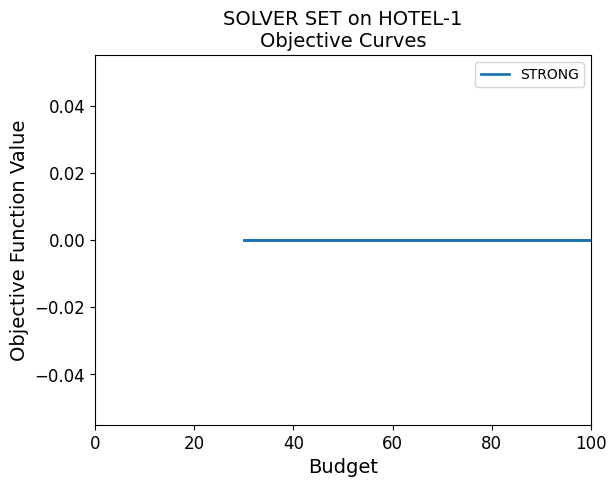 SOLVER SET on HOTEL-1
Objective Curves
STRONG
Objective Function Value
0.04
0.02
0.00
−0.02
−0.04
0 20 40 60 80 100
Budget